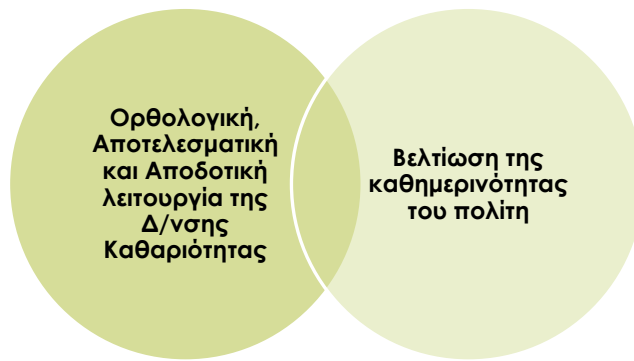 Ορθολογική,
Αποτελεσματική
και Αποδοτική
λειτουργία της
Δ/νσης
Καθαριότητας
Βελτίωση της
καθημερινότητας
του πολίτη